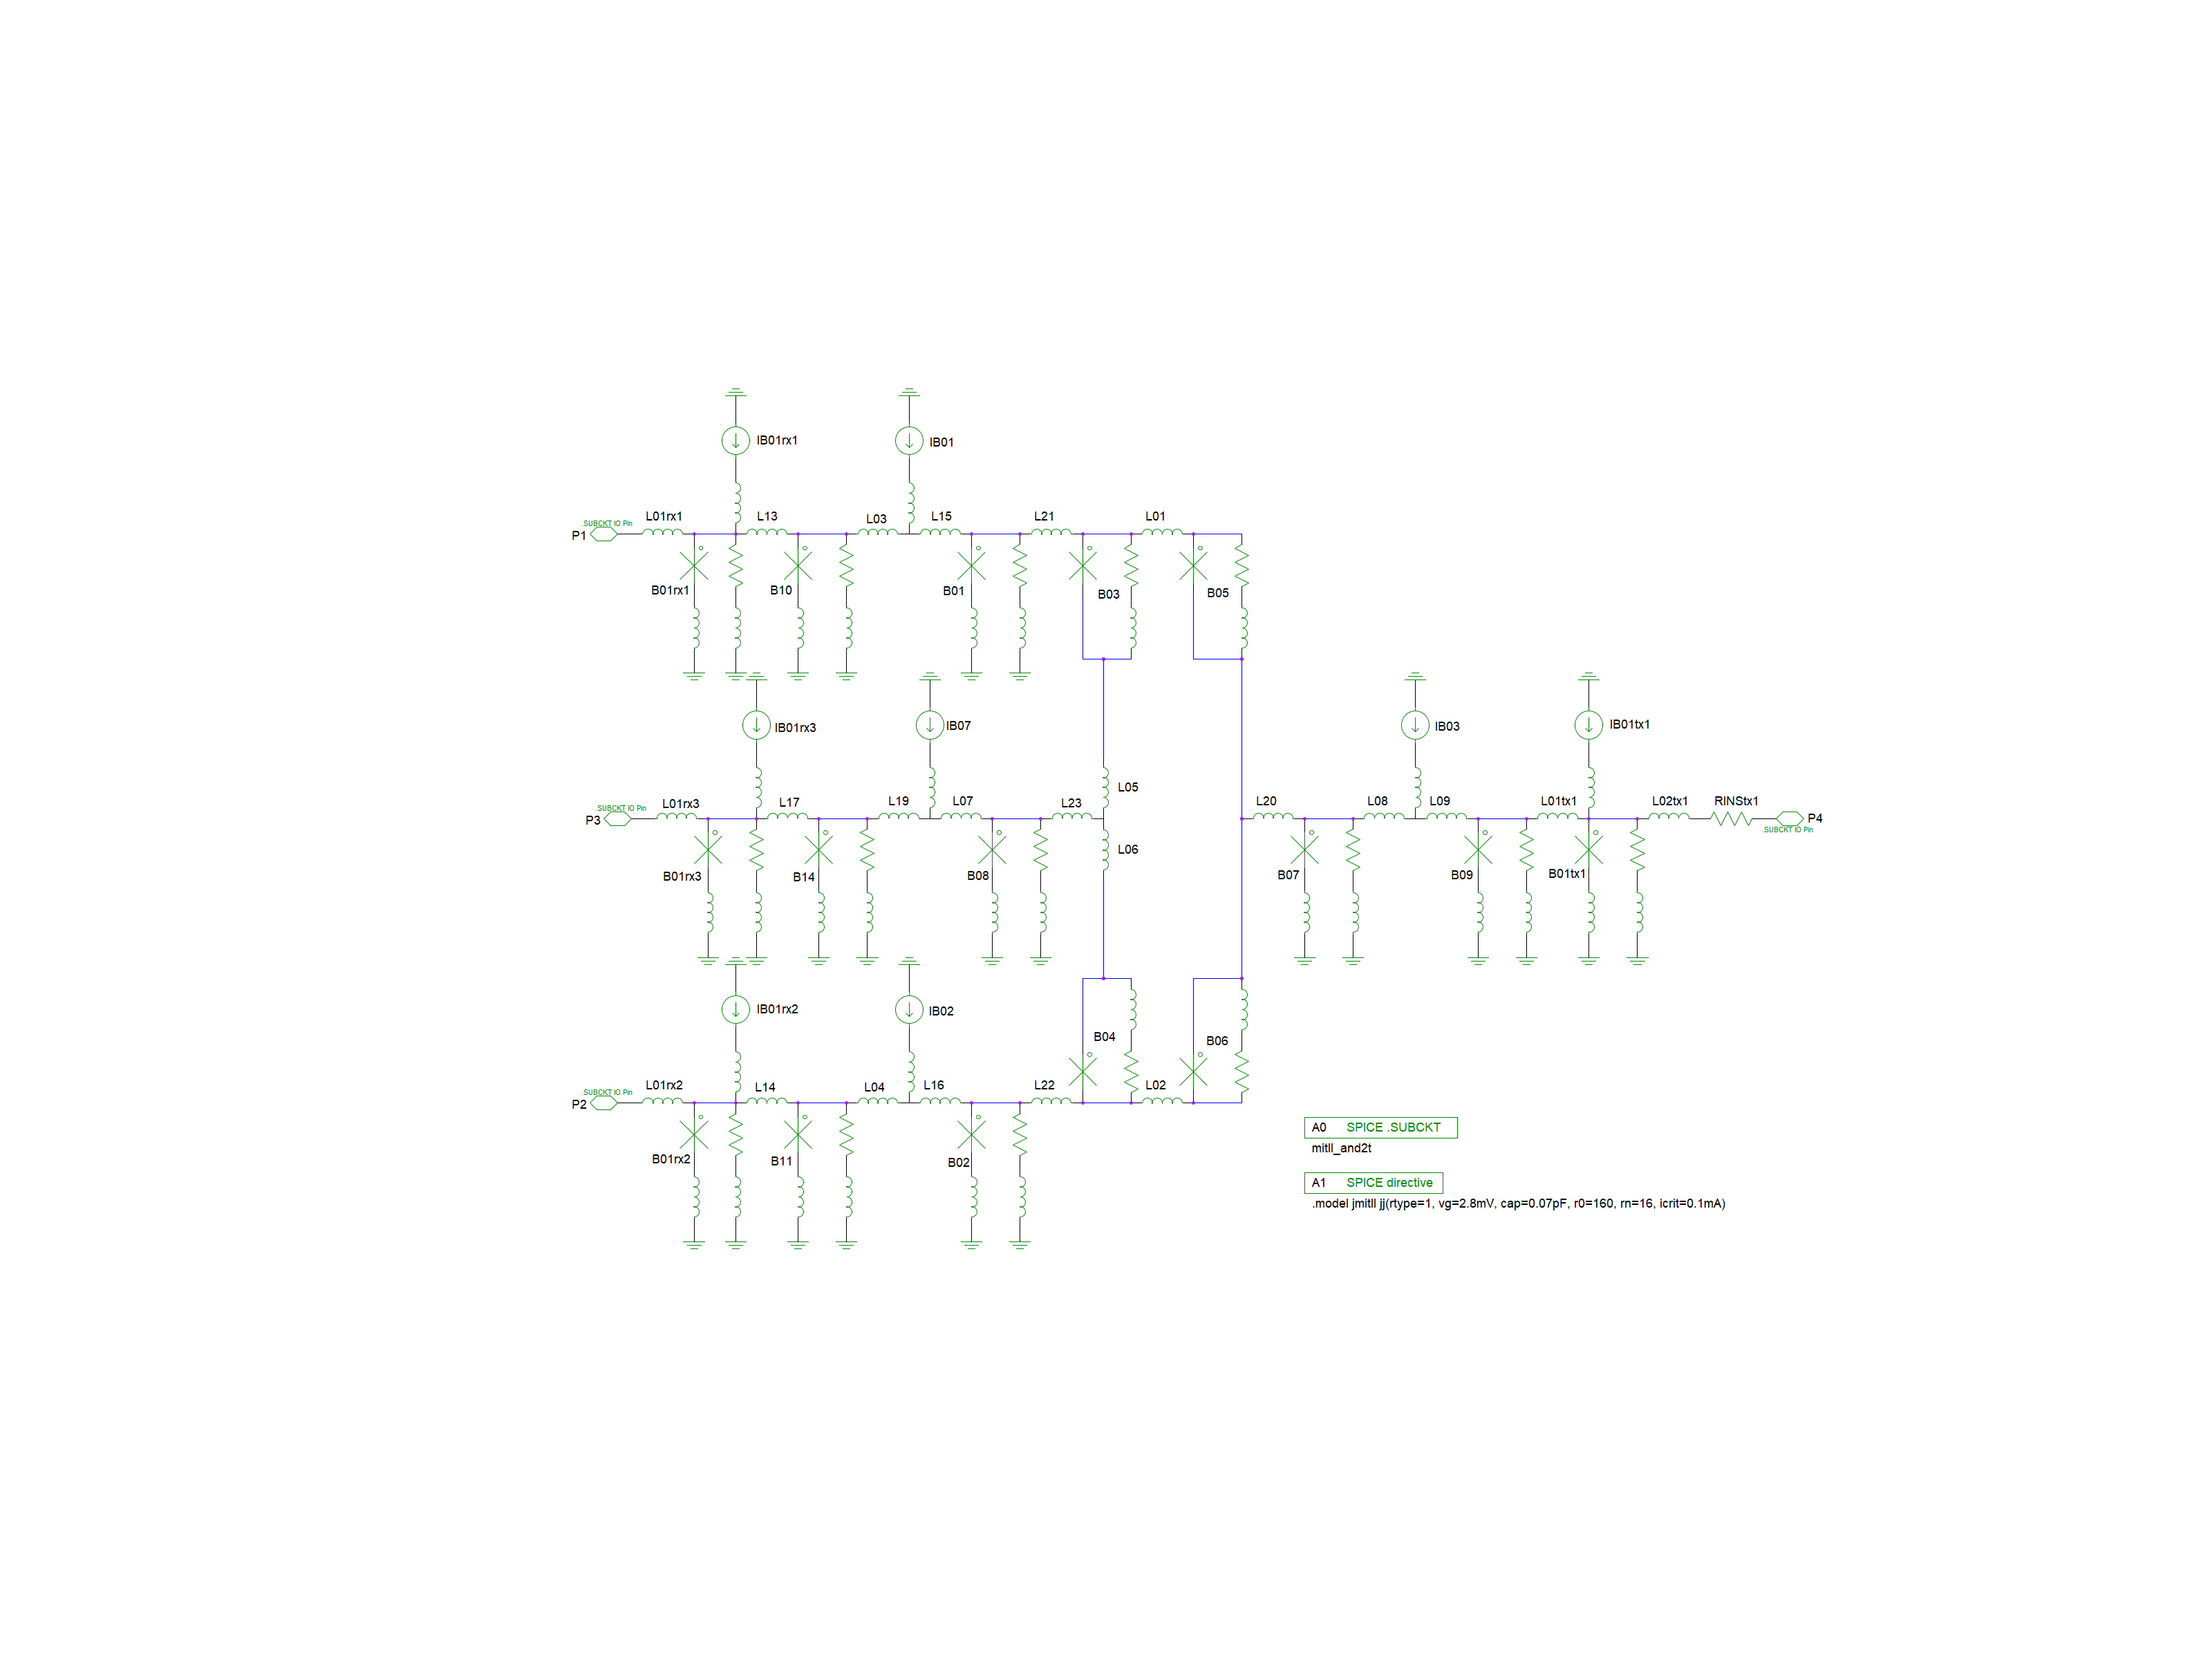 IB01rx1
IB01
L01rx1
L13
L03
L15
L21
L01
.SUBCKT IO Pin
P1
B01rx1
B10
B01
B03
B05
IB01rx3
IB07
IB03
IB01tx1
L05
L01rx3
L17
L19
L07
L23
L20
L08
L09
L01tx1
L02tx1
RINStx1
.SUBCKT IO Pin
P3
P4
.SUBCKT IO Pin
L06
B01rx3
B14
B08
B07
B09
B01tx1
IB01rx2
IB02
B04
B06
L01rx2
L14
L04
L16
L22
L02
.SUBCKT IO Pin
P2
B01rx2
B11
B02
A0 SPICE .SUBCKT
mitll_and2t
A1 SPICE directive
.model jmitll jj(rtype=1, vg=2.8mV, cap=0.07pF, r0=160, rn=16, icrit=0.1mA)